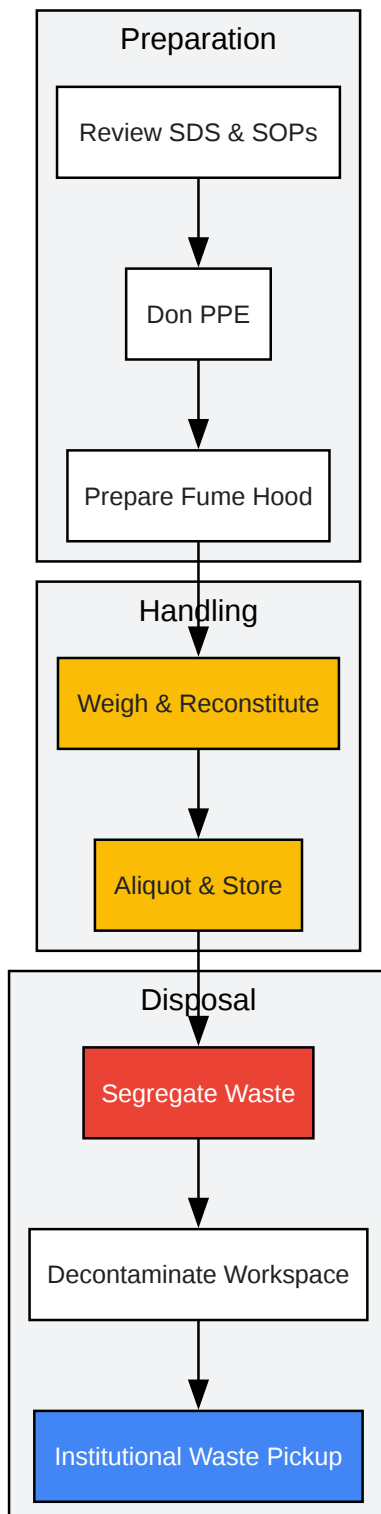 Preparation
Review SDS & SOPs
Don PPE
Prepare Fume Hood
Handling
Weigh & Reconstitute
Aliquot & Store
Disposal
Segregate Waste
Decontaminate Workspace
Institutional Waste Pickup